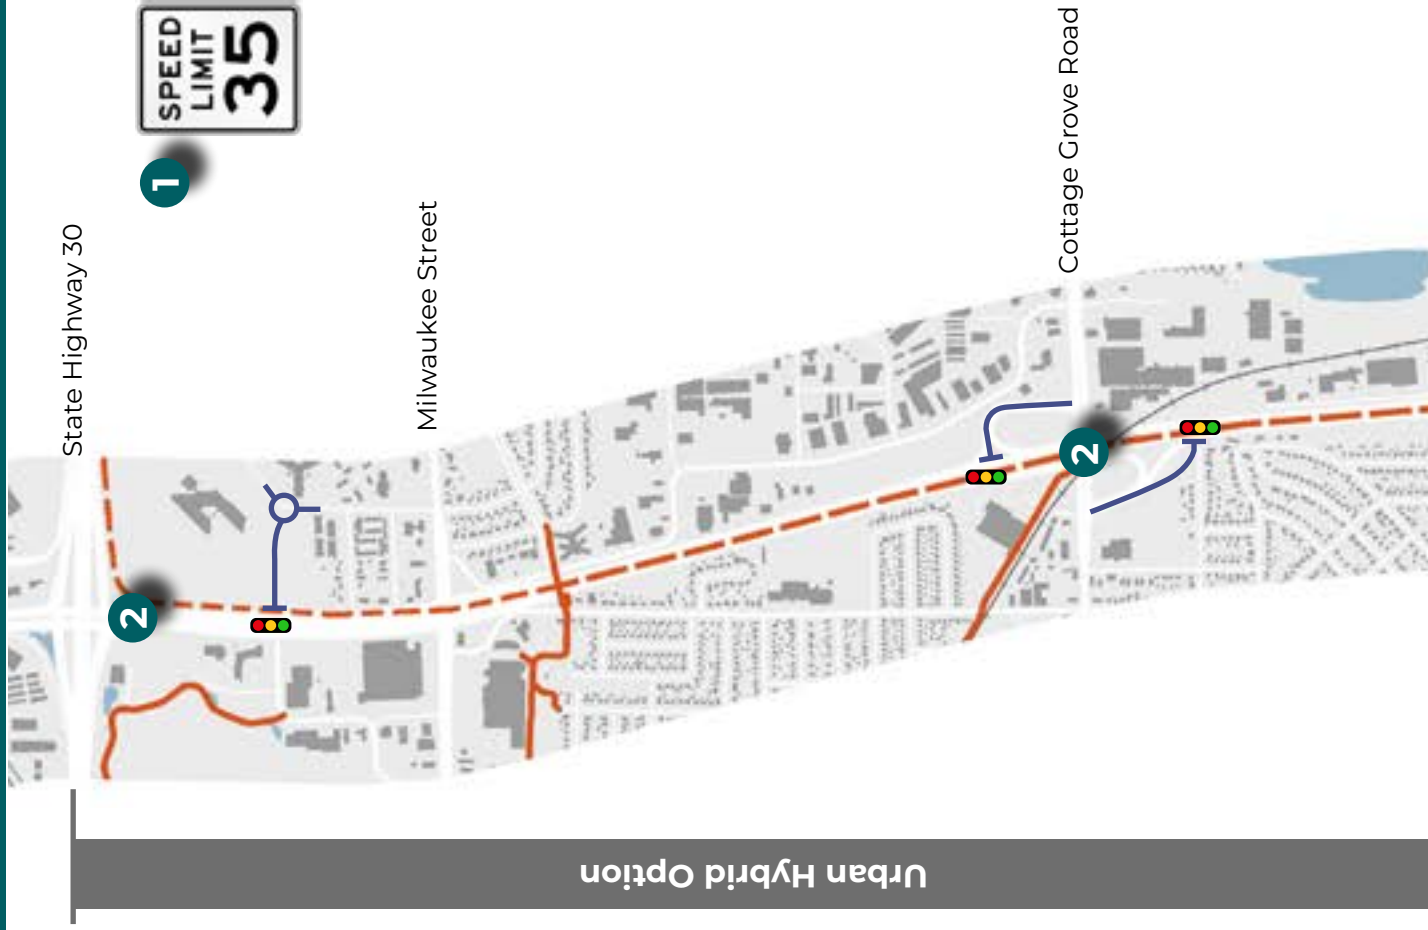 SPEED
LIMIT
35
1
State Highway 30
Milwaukee Street
Cottage Grove Road
2
2
Urban Hybrid Option